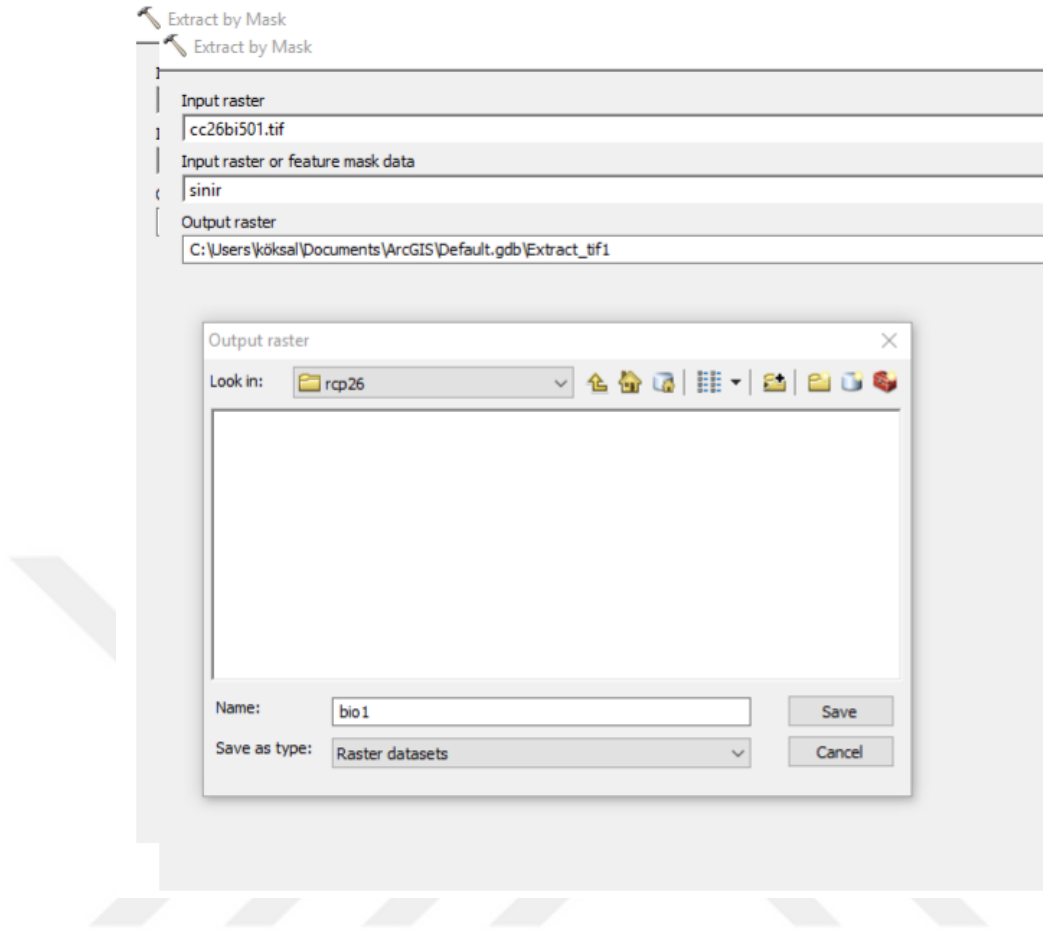 Extract by Mask
Extract by Mask
Input raster
cc26bi501.tif
Input raster or feature mask data
sinir
Output raster
C:\Users\köksal\Documents\ArcGIS\Default.gdb\Extract_tif1
Output raster
Look in: rcp26
Name: bio1 Save
Save as type: Raster datasets Cancel